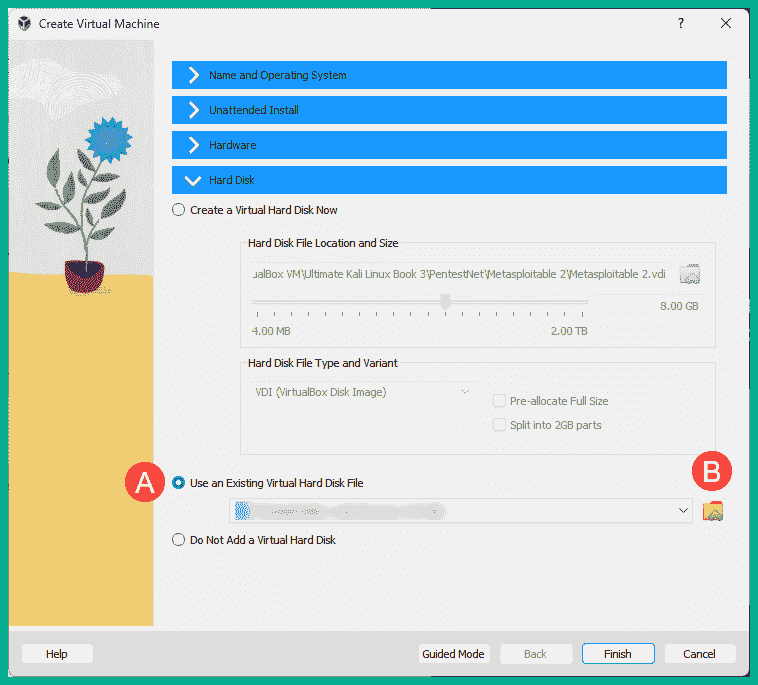 Create Virtual Machine
?
Name and Operating System
Unattended Install
Hardware
Hard Disk
Create a Virtual Hard Disk Now
Hard Disk File Location and Size
ualBox VM\Ultimate Kali Linux Book 3\PentestNet\Metasploitable 2\Metasploitable 2.vdi
8.00 GB
4.00 MB 2.00 TB
Hard Disk File Type and Variant
VDI (VirtualBox Disk Image)
Pre-allocate Full Size
Split into 2GB parts
A
Use an Existing Virtual Hard Disk File
B
Do Not Add a Virtual Hard Disk
Help Guided Mode Back Finish Cancel